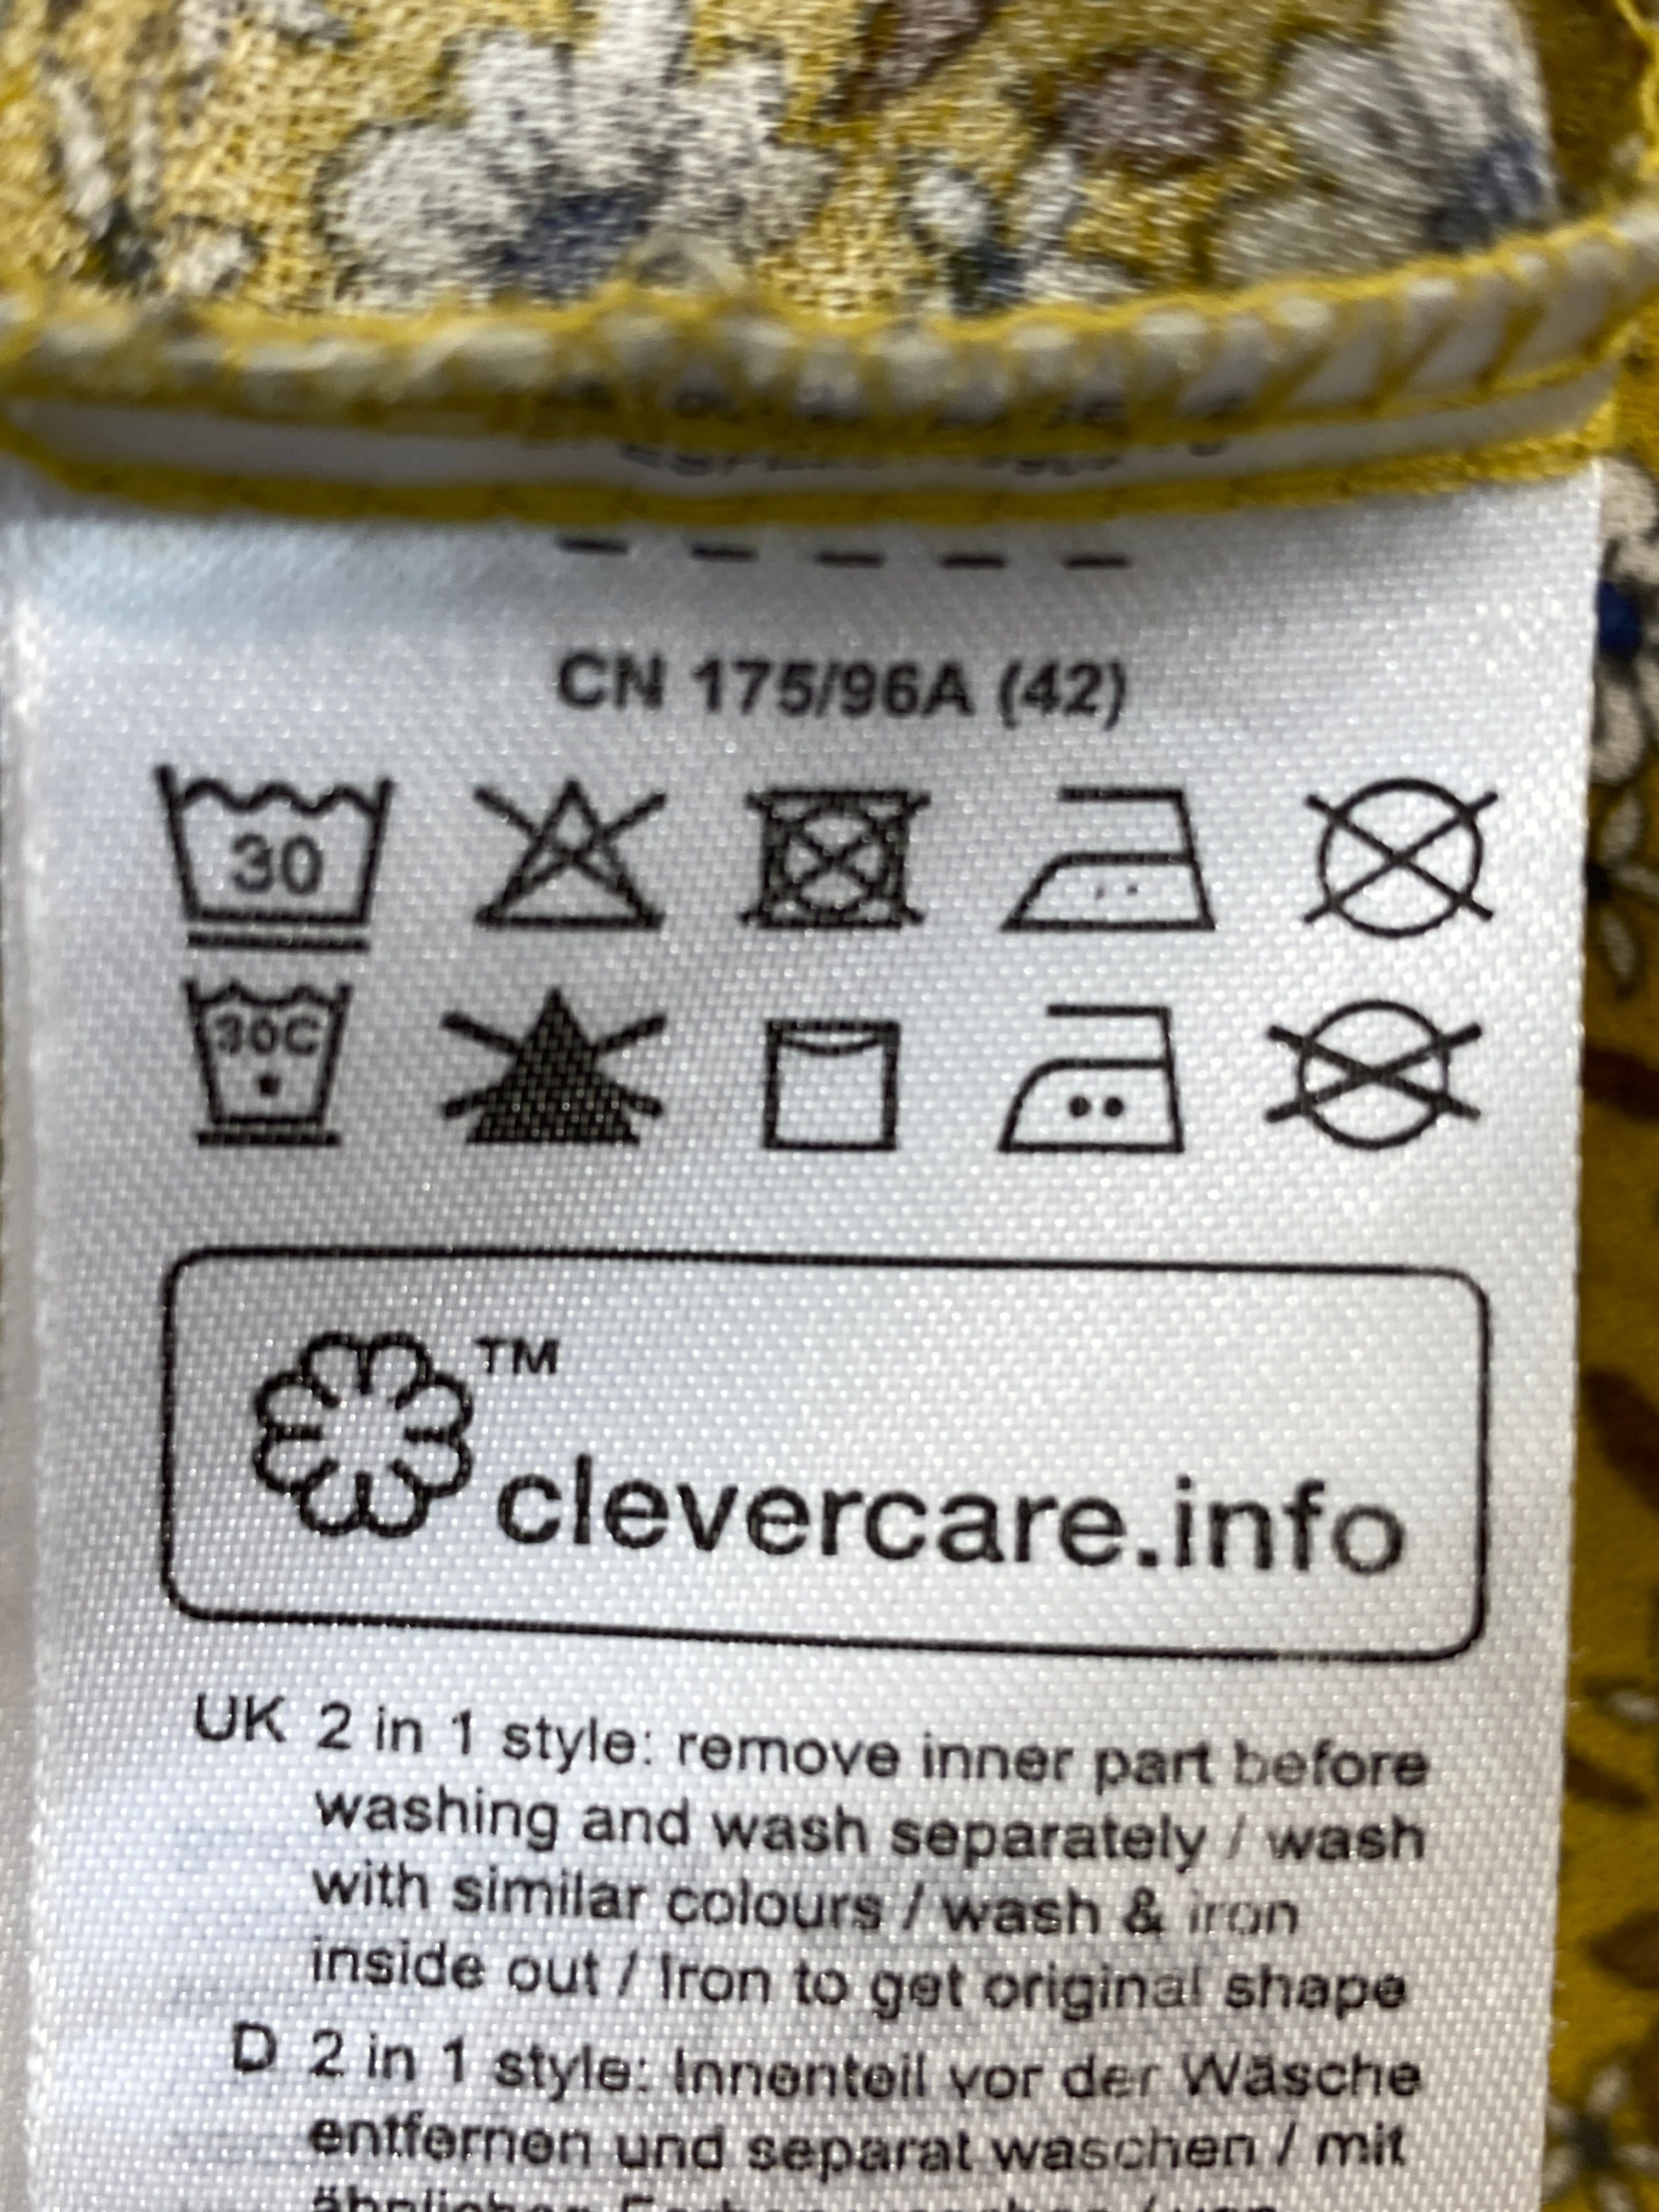 CN 175/96A (42)
30
30C
TM
clevercare.info
UK 2 in 1 style: remove inner part before
washing and wash separately / wash
with similar colours / wash & iron
inside out / Iron to get original shape
D 2 in 1 style: Innenteil vor der Wäsche
entfernen und separat waschen / mit